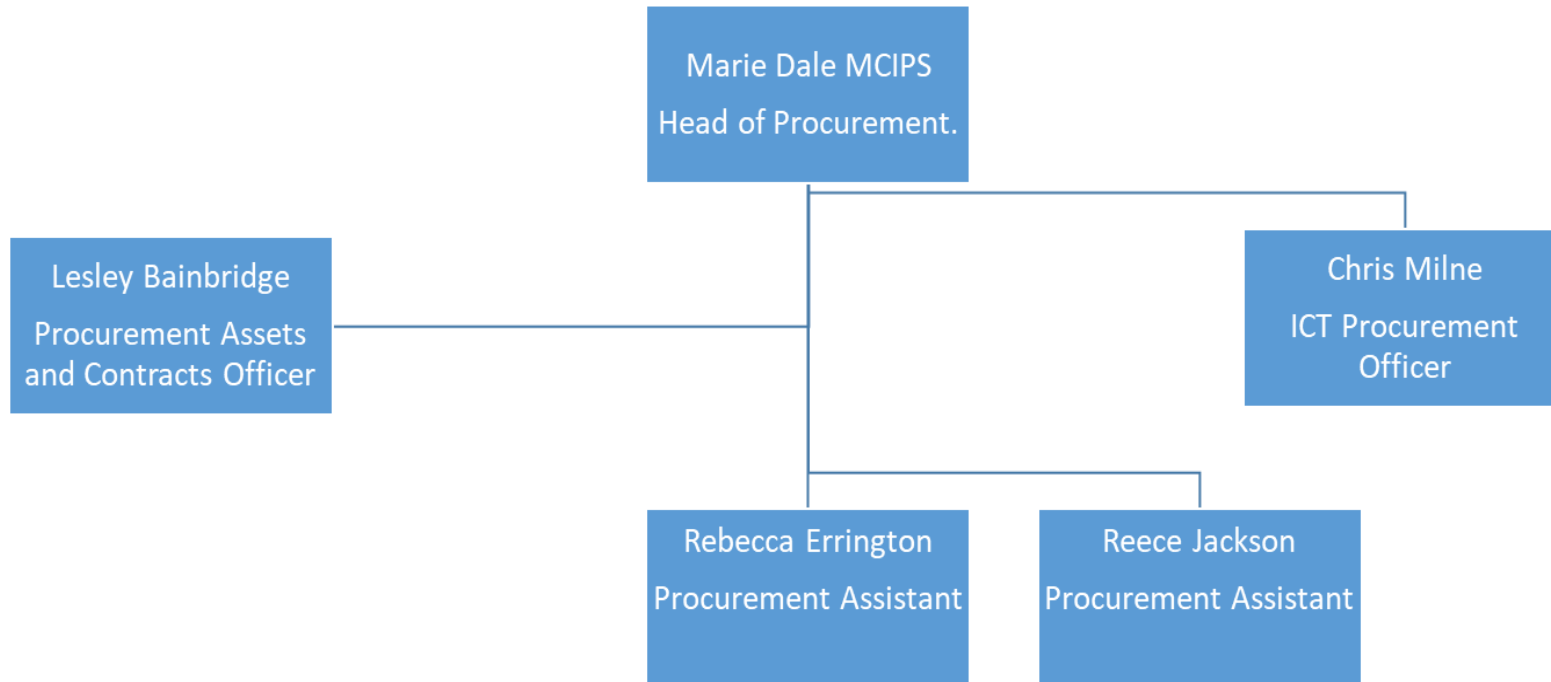 Marie Dale MCIPS
Head of Procurement.
Lesley Bainbridge
Procurement Assets
and Contracts Officer
Chris Milne
ICT Procurement
Officer
Rebecca Errington
Procurement Assistant
Reece Jackson
Procurement Assistant